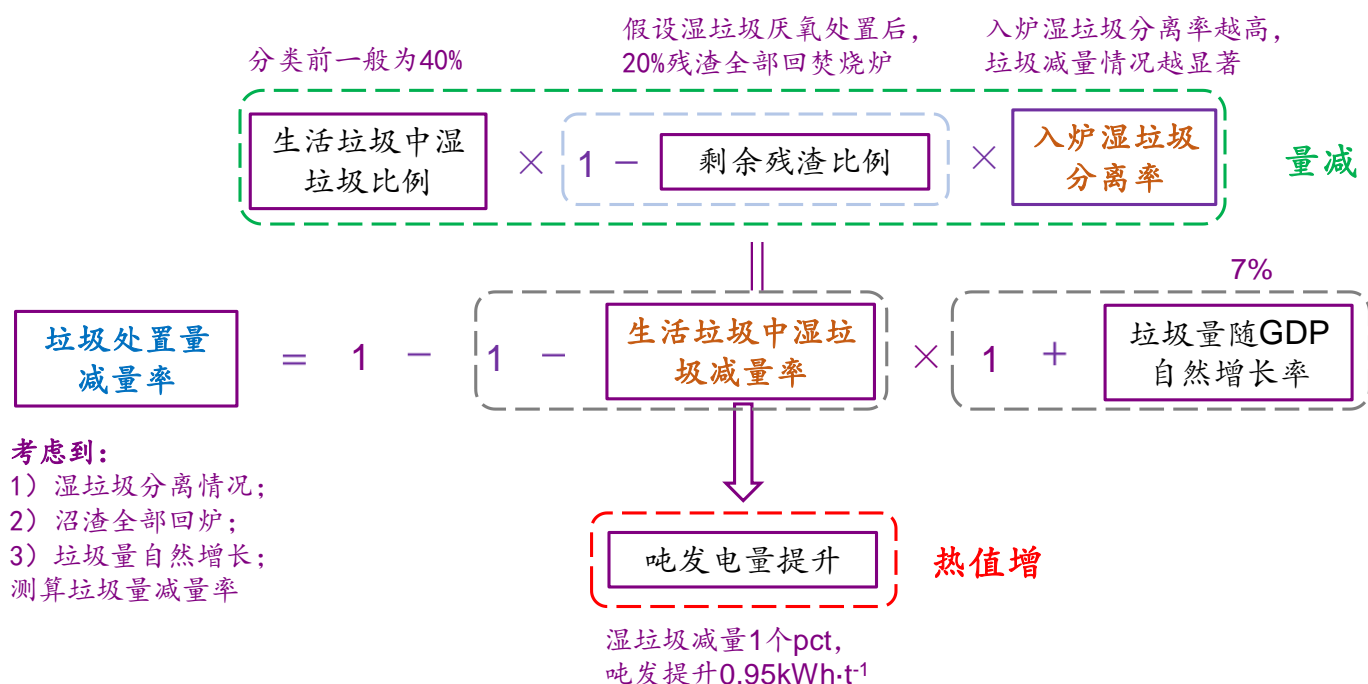 分类前一般为40%
假设湿垃圾厌氧处置后，
20%残渣全部回焚烧炉
入炉湿垃圾分离率越高，
垃圾减量情况越显著
生活垃圾中湿
垃圾比例
×
1 －
剩余残渣比例
×
入炉湿垃圾
分离率
量减
7%
垃圾处置量
减量率
＝ 1 － 1 －
生活垃圾中湿垃
圾减量率
×
1 ＋
垃圾量随GDP
自然增长率
考虑到：
1）湿垃圾分离情况；
2）沼渣全部回炉；
3）垃圾量自然增长；
测算垃圾量减量率
吨发电量提升
热值增
湿垃圾减量1个pct，
吨发提升0.95kWh·t⁻¹